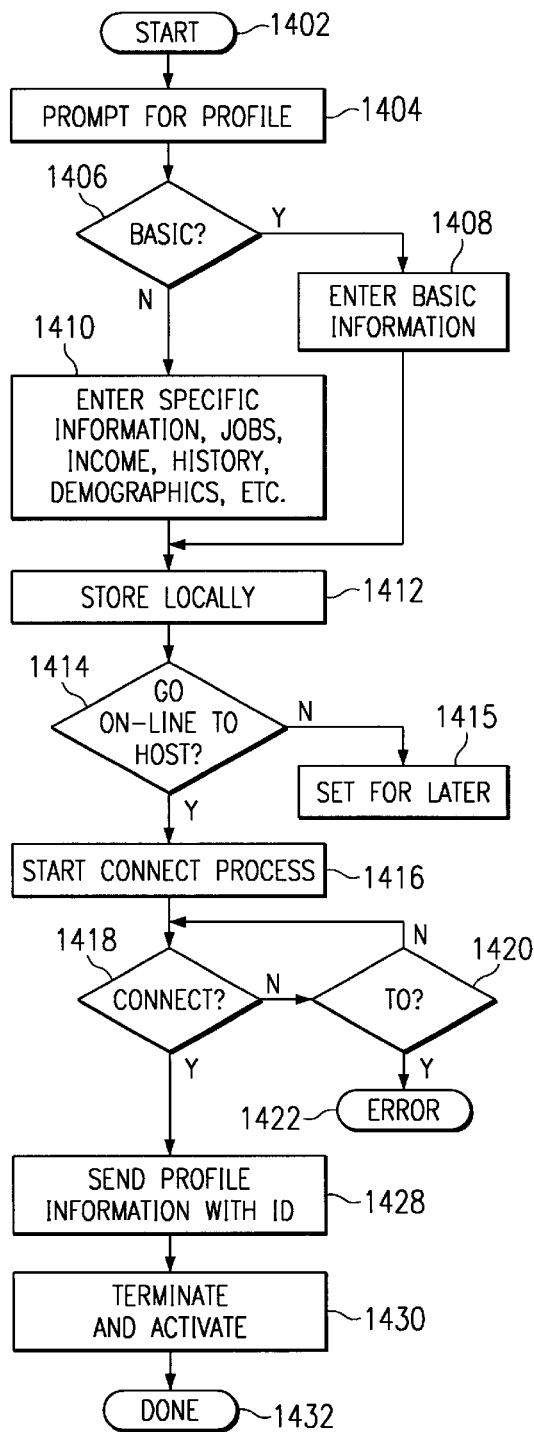 START
1402
PROMPT FOR PROFILE
1404
1406
BASIC?
Y
N
1408
ENTER BASIC
INFORMATION
1410
ENTER SPECIFIC
INFORMATION, JOBS,
INCOME, HISTORY,
DEMOGRAPHICS, ETC.
STORE LOCALLY
1412
1414
GO
ON-LINE TO
HOST?
N
Y
1415
SET FOR LATER
START CONNECT PROCESS
1416
1418
CONNECT?
N
Y
1420
TO?
N
Y
1422
ERROR
SEND PROFILE
INFORMATION WITH ID
1428
TERMINATE
AND ACTIVATE
1430
DONE
1432